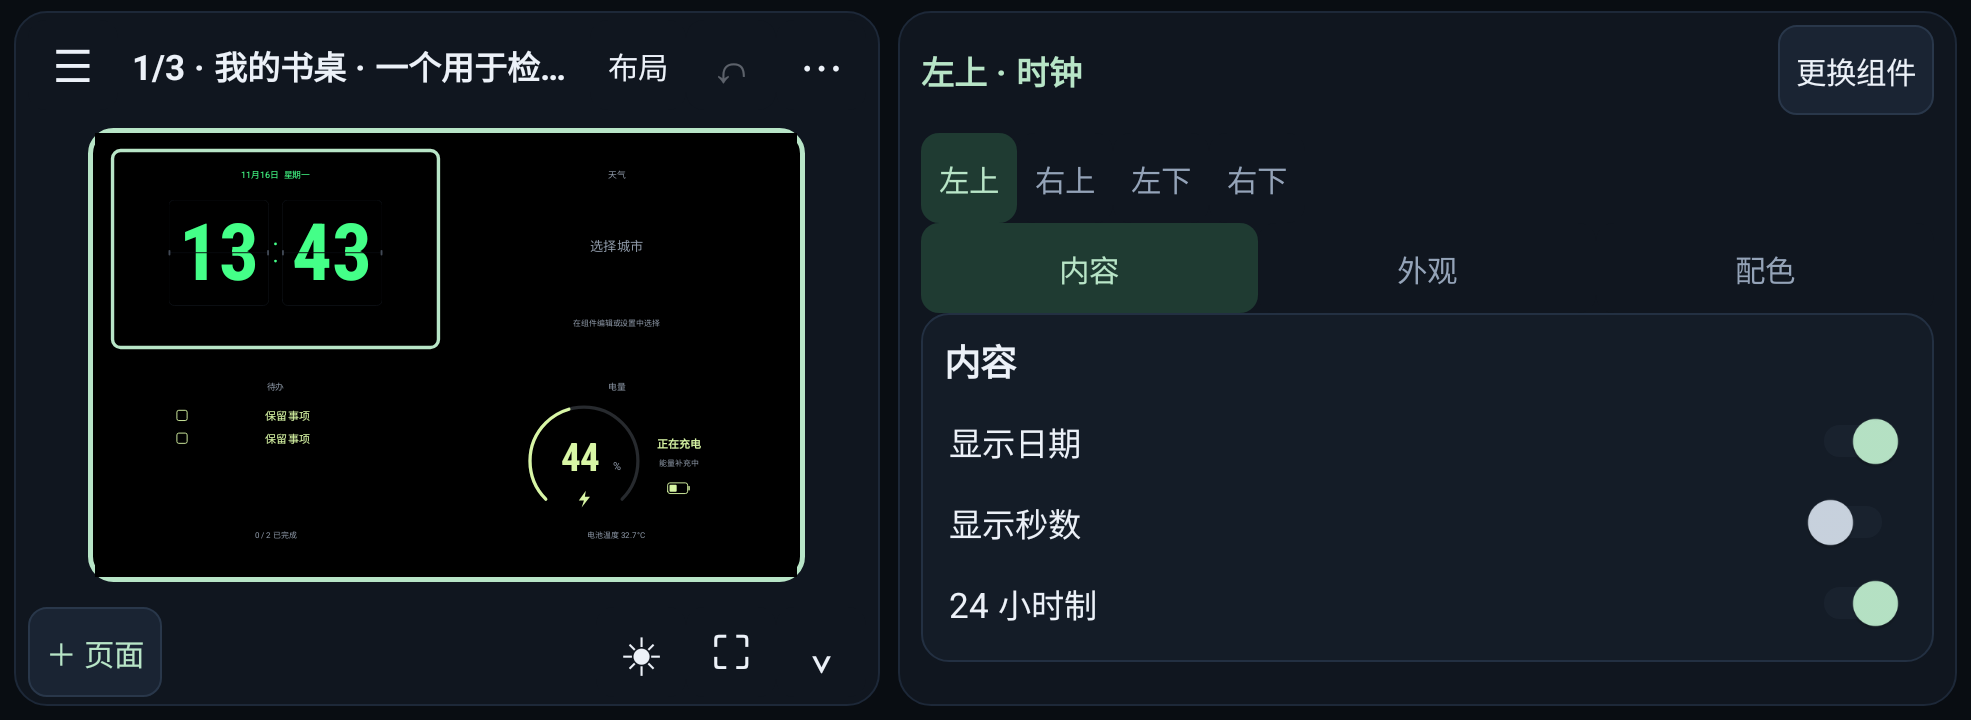 1/3 · 我的书桌 · 一个用于检...
布局
11月16日 星期一
13:43
天气
选择城市
在组件编辑或设置中选择
待办
保留事项
保留事项
0 / 2 已完成
电量
44 %
正在充电
能量补充中
电池温度 32.7°C
+ 页面
左上 · 时钟
更换组件
左上 右上 左下 右下
内容 外观 配色
内容
显示日期
显示秒数
24 小时制